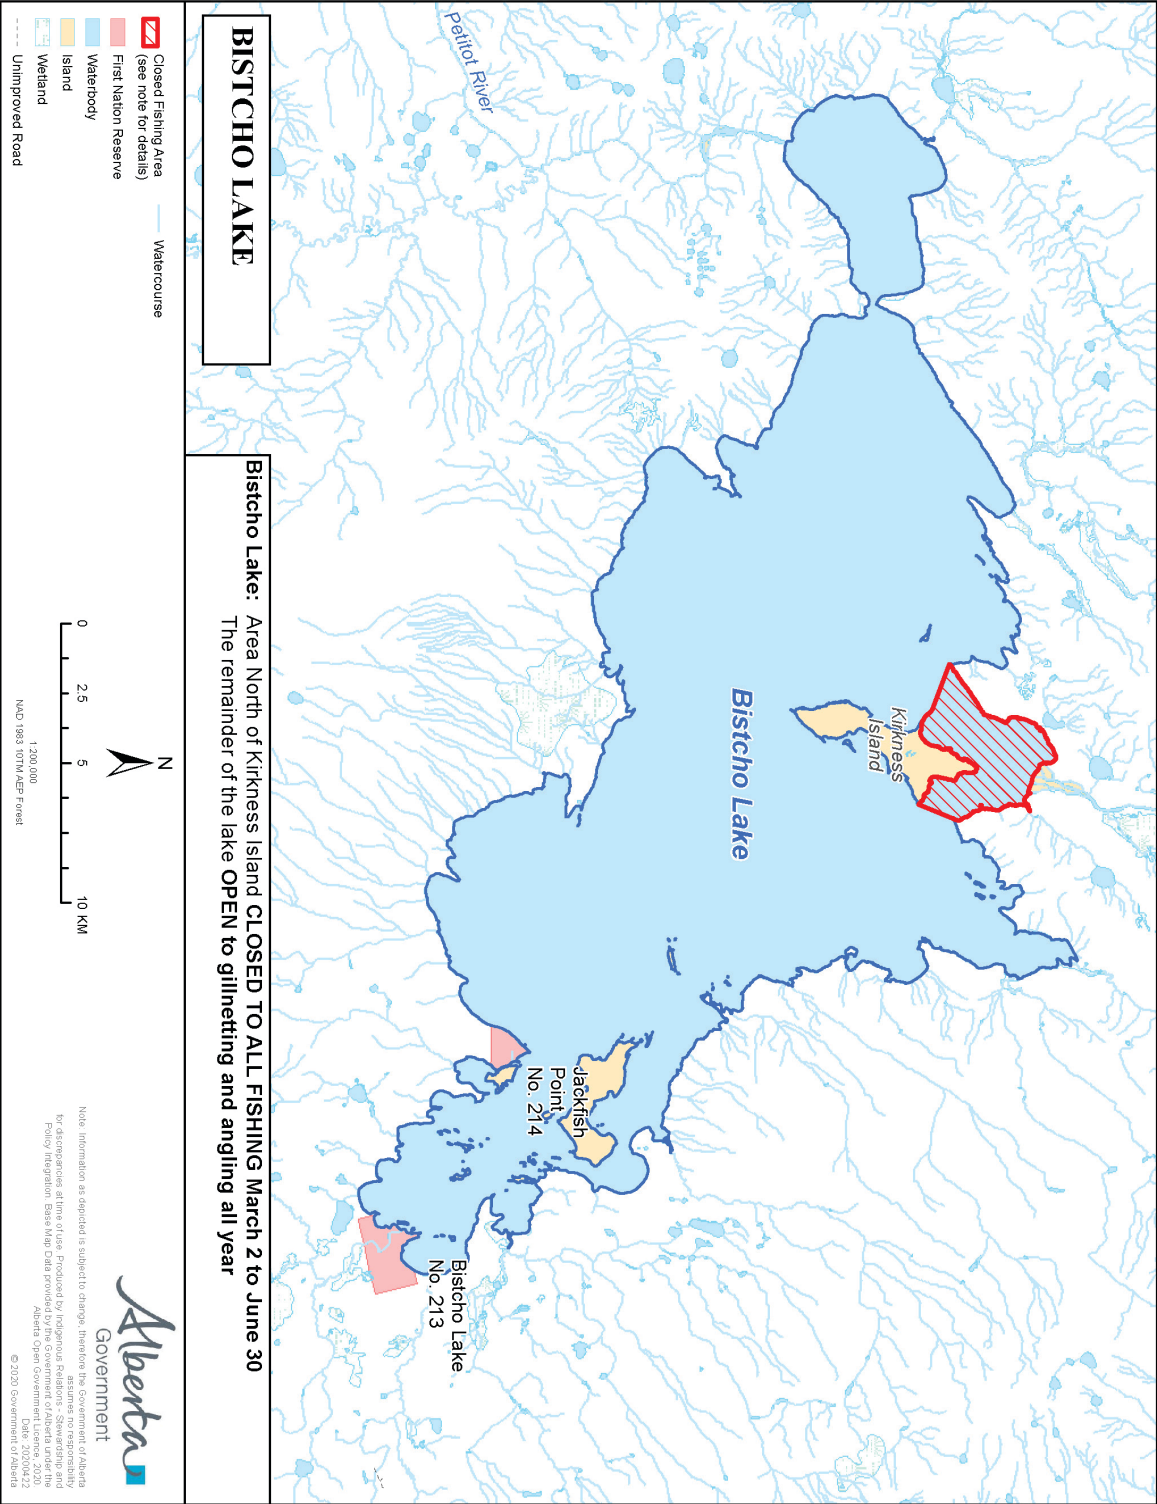 Petitot River
Kirkness
Island
Bistcho Lake
Jackfish
Point
No. 214
Bistcho Lake
No. 213
BISTCHO LAKE
Bistcho Lake: Area North of Kirkness Island CLOSED TO ALL FISHING March 2 to June 30
The remainder of the lake OPEN to gillnetting and angling all year
Closed Fishing Area
(see note for details)
First Nation Reserve
Waterbody
Island
Wetland
Unimproved Road
Watercourse
N
0 2.5 5 10 KM
1:200,000
NAD 1983 10TM AEP Forest
Alberta
Government
Note: Information as depicted is subject to change, therefore the Government of Alberta
assumes no responsibility
for discrepancies at time of use. Produced by Indigenous Relations - Stewardship and
Policy Integration. Base Map Data provided by the Government of Alberta under the
Alberta Open Government Licence, 2020.
Date: 20200422
© 2020 Government of Alberta